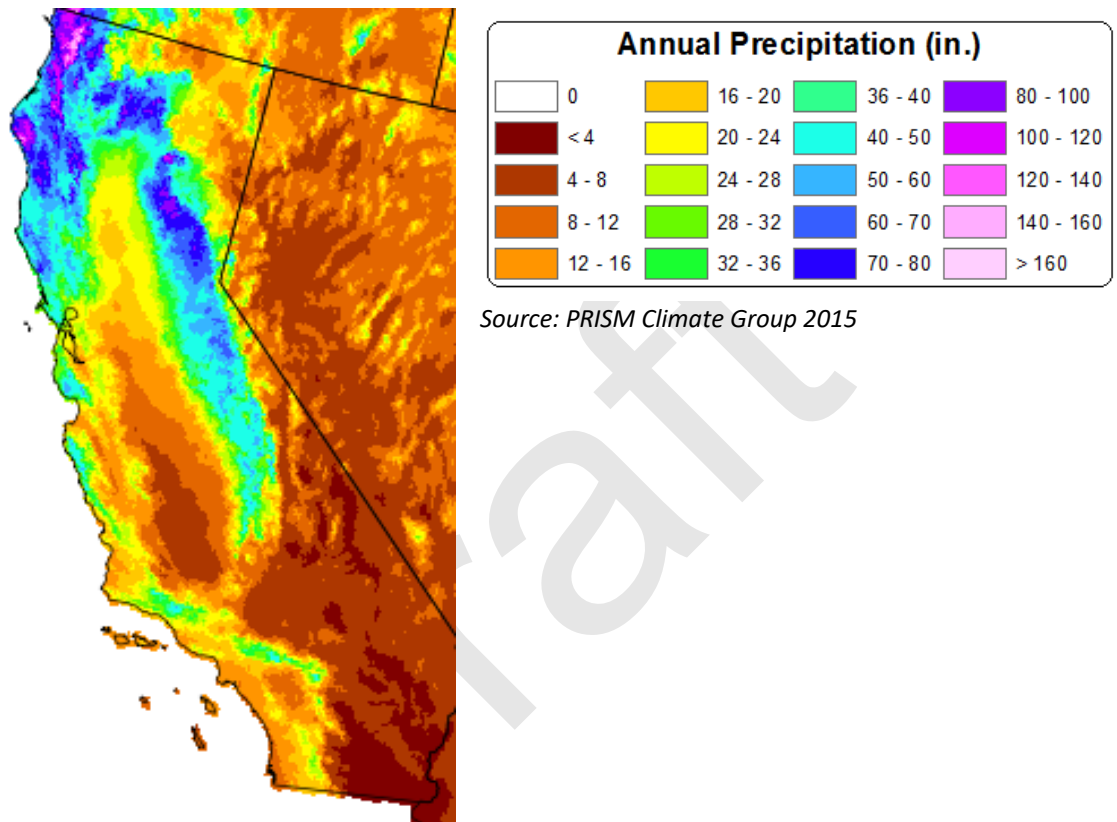 Annual Precipitation (in.)
0 16 - 20 36 - 40 80 - 100
< 4 20 - 24 40 - 50 100 - 120
4 - 8 24 - 28 50 - 60 120 - 140
8 - 12 28 - 32 60 - 70 140 - 160
12 - 16 32 - 36 70 - 80 > 160
Source: PRISM Climate Group 2015
raft